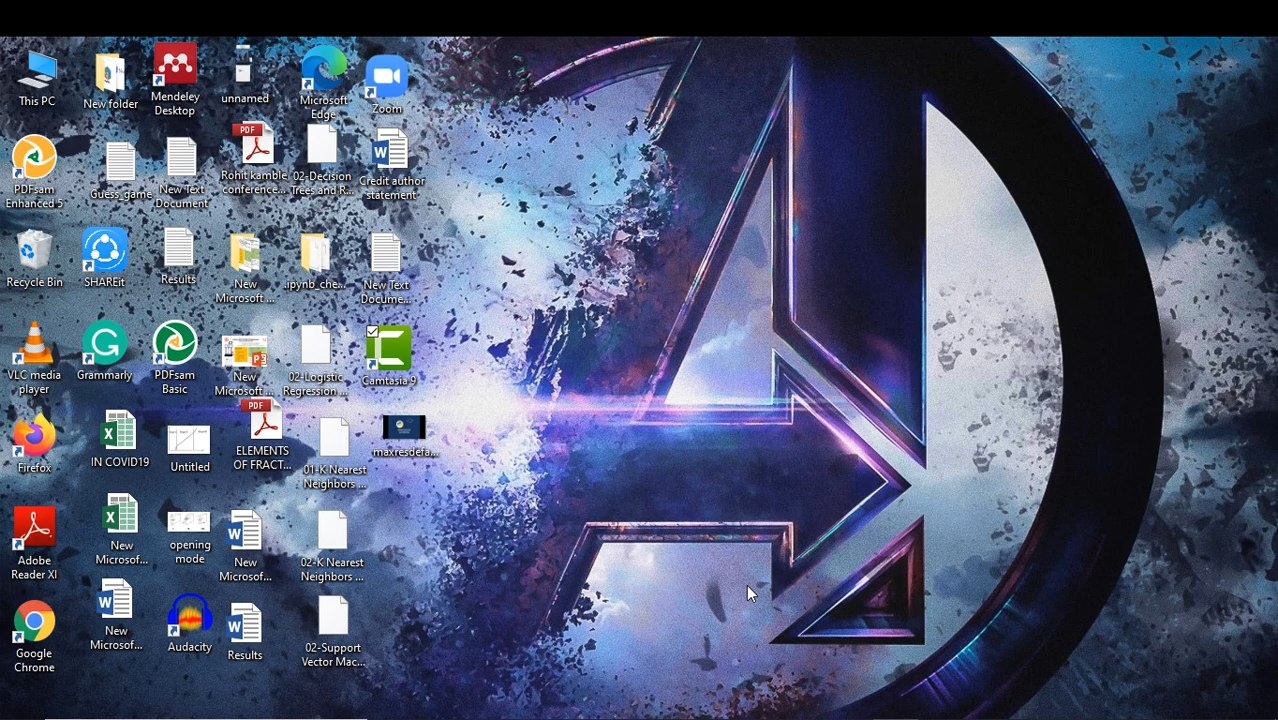 This PC
New folder
Mendeley
Desktop
unnamed
Microsoft
Edge
Zoom
PDFsam
Enhanced 5
Guess_game
New Text
Document
PDF
Rohit kamble
conference...
02-Decision
Trees and R...
Credit author
statement
Recycle Bin
SHAREit
Results
New
Microsoft ...
.ipynb_che...
New Text
Docume...
VLC media
player
Grammarly
PDFsam
Basic
New
Microsoft ...
02-Logistic
Regression ...
Camtasia 9
Firefox
IN COVID19
Untitled
PDF
ELEMENTS
OF FRACT...
01-K Nearest
Neighbors ...
maxresdefa...
Adobe
Reader XI
New
Microsof...
opening
mode
New
Microsof...
02-K Nearest
Neighbors ...
Google
Chrome
New
Microsof...
Audacity
Results
02-Support
Vector Mac...